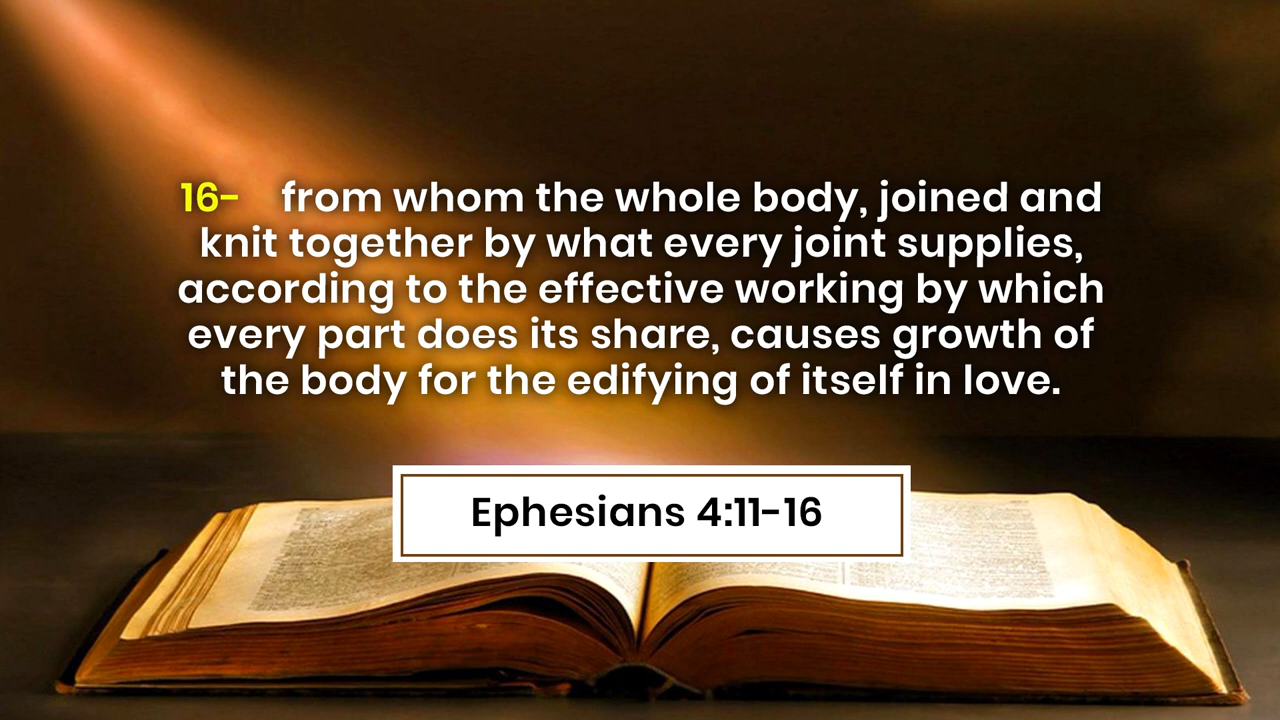 16- from whom the whole body, joined and
knit together by what every joint supplies,
according to the effective working by which
every part does its share, causes growth of
the body for the edifying of itself in love.
Ephesians 4:11-16